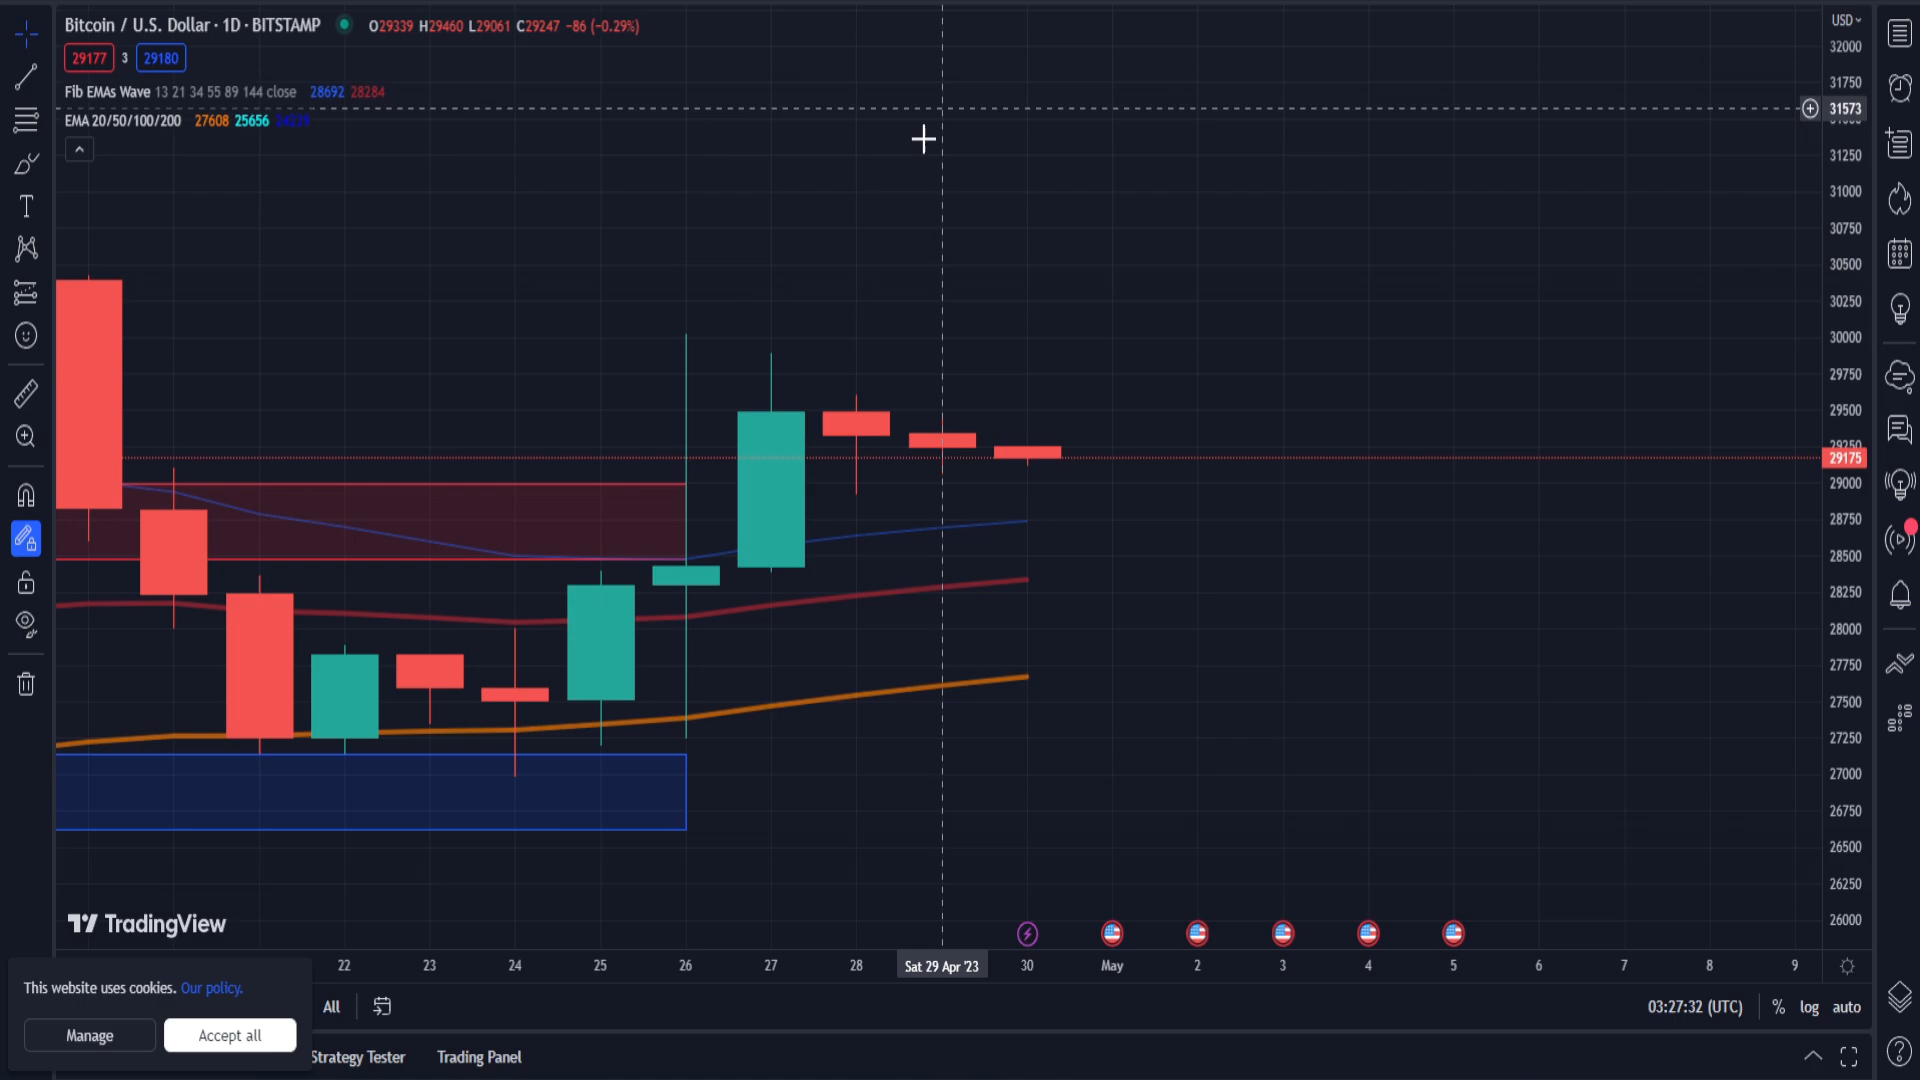 Bitcoin / U.S. Dollar · 1D · BITSTAMP O29339 H29460 L29061 C29247 −86 (−0.29%)
29177 3 29180
Fib EMAs Wave 13 21 34 55 89 144 close 28692 28284
EMA 20/50/100/200 27608 25656
USD
32000
31750
31573
31250
31000
30750
30500
30250
30000
29750
29500
29250
29175
29000
28750
28500
28250
28000
27750
27500
27250
27000
26750
26500
26250
26000
TradingView
22 23 24 25 26 27 28 Sat 29 Apr '23 30 May 2 3 4 5 6 7 8 9
This website uses cookies. Our policy.
Manage Accept all
All
03:27:32 (UTC) % log auto
Strategy Tester Trading Panel